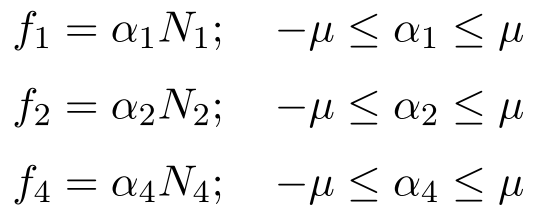 f₁ = α₁N₁; −μ ≤ α₁ ≤ μ
f₂ = α₂N₂; −μ ≤ α₂ ≤ μ
f₄ = α₄N₄; −μ ≤ α₄ ≤ μ